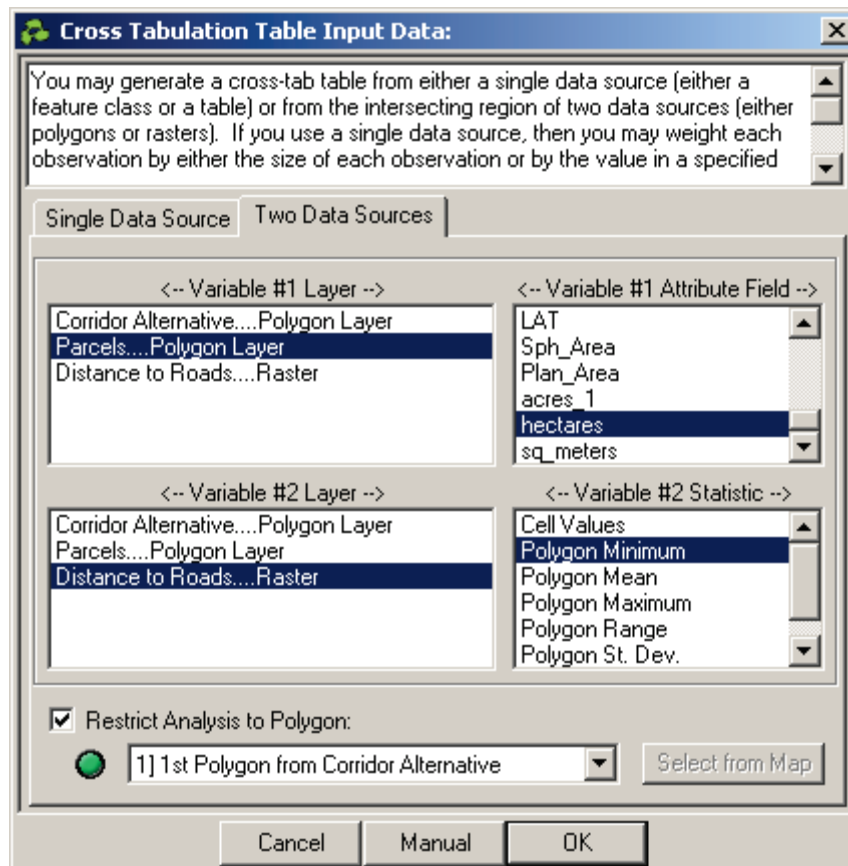 Cross Tabulation Table Input Data:
You may generate a cross-tab table from either a single data source (either a
feature class or a table) or from the intersecting region of two data sources (either
polygons or rasters).  If you use a single data source, then you may weight each
observation by either the size of each observation or by the value in a specified
Single Data Source
Two Data Sources
<-- Variable #1 Layer -->
Corridor Alternative....Polygon Layer
Parcels....Polygon Layer
Distance to Roads....Raster
<-- Variable #1 Attribute Field -->
LAT
Sph_Area
Plan_Area
acres_1
hectares
sq_meters
<-- Variable #2 Layer -->
Corridor Alternative....Polygon Layer
Parcels....Polygon Layer
Distance to Roads....Raster
<-- Variable #2 Statistic -->
Cell Values
Polygon Minimum
Polygon Mean
Polygon Maximum
Polygon Range
Polygon St. Dev.
Restrict Analysis to Polygon:
1] 1st Polygon from Corridor Alternative
Select from Map
Cancel
Manual
OK